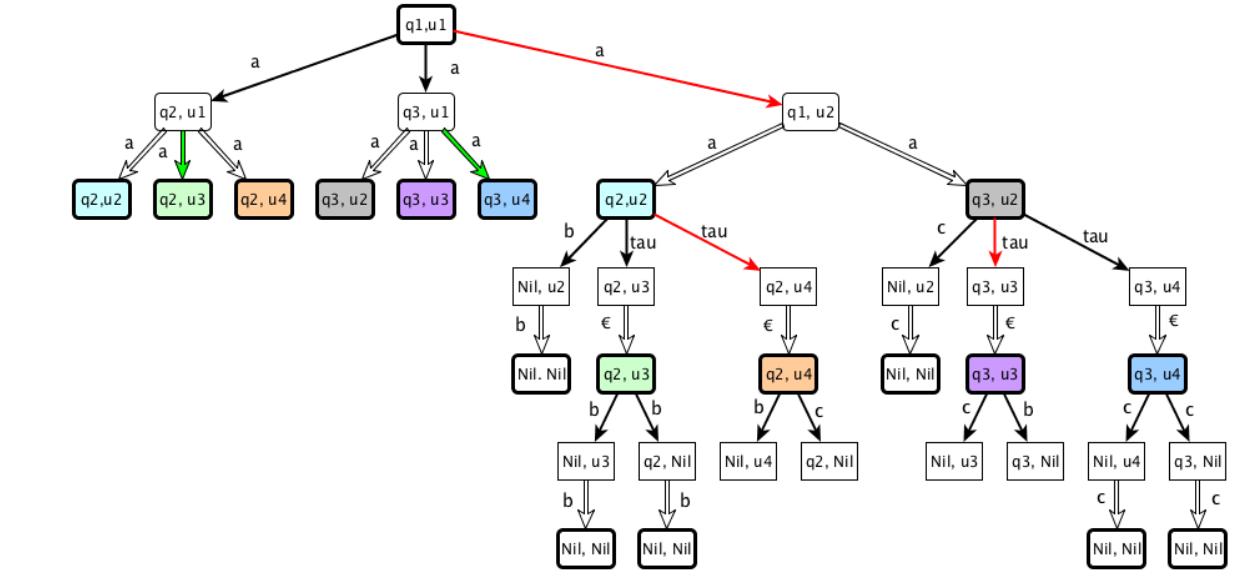 q1,u1
a a a
q2, u1 q3, u1 q1, u2
a a a a a a a a
q2,u2 q2, u3 q2, u4 q3, u2 q3, u3 q3, u4 q2,u2 q3, u2
b tau tau c tau tau
Nil, u2 q2, u3 q2, u4 Nil, u2 q3, u3 q3, u4
b € € c € €
Nil. Nil q2, u3 q2, u4 Nil, Nil q3, u3 q3, u4
b b b c c b c c
Nil, u3 q2, Nil Nil, u4 q2, Nil Nil, u3 q3, Nil Nil, u4 q3, Nil
b b c c
Nil, Nil Nil, Nil Nil, Nil Nil, Nil